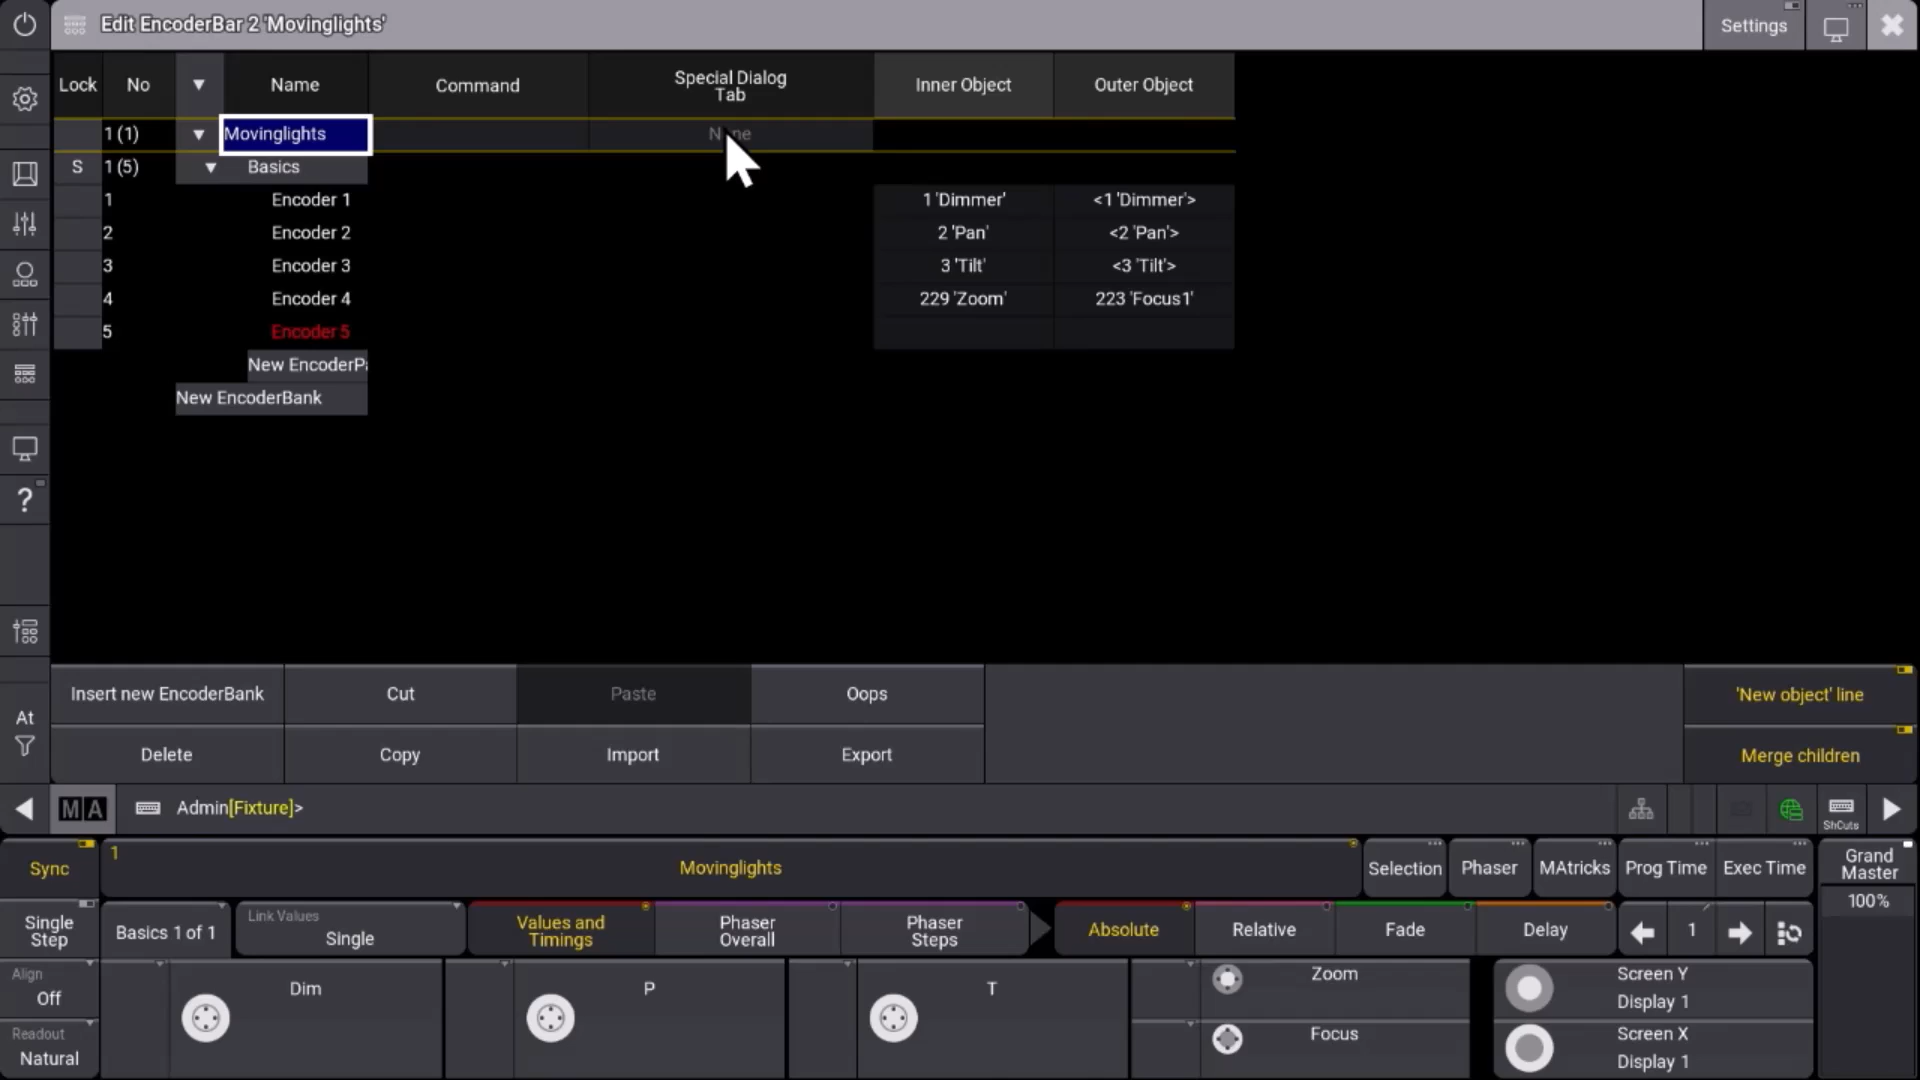 Edit EncoderBar 2 'Movinglights'
Settings
Lock No Name Command Special Dialog Tab Inner Object Outer Object
1 (1) Movinglights
S 1 (5) Basics
1 Encoder 1 1 'Dimmer' <1 'Dimmer'>
2 Encoder 2 2 'Pan' <2 'Pan'>
3 Encoder 3 3 'Tilt' <3 'Tilt'>
4 Encoder 4 229 'Zoom' 223 'Focus1'
5 Encoder 5
New EncoderPa
New EncoderBank
?
At
Insert new EncoderBank Cut Paste Oops 'New object' line
Delete Copy Import Export Merge children
MA Admin[Fixture]> ShCuts
Sync 1 Movinglights Selection Phaser MAtricks Prog Time Exec Time Grand Master
100%
Single Step Basics 1 of 1 Link Values Single Values and Timings Phaser Overall Phaser Steps Absolute Relative Fade Delay 1
Align Off Dim P T Zoom Screen Y Display 1
Readout Natural Focus Screen X Display 1